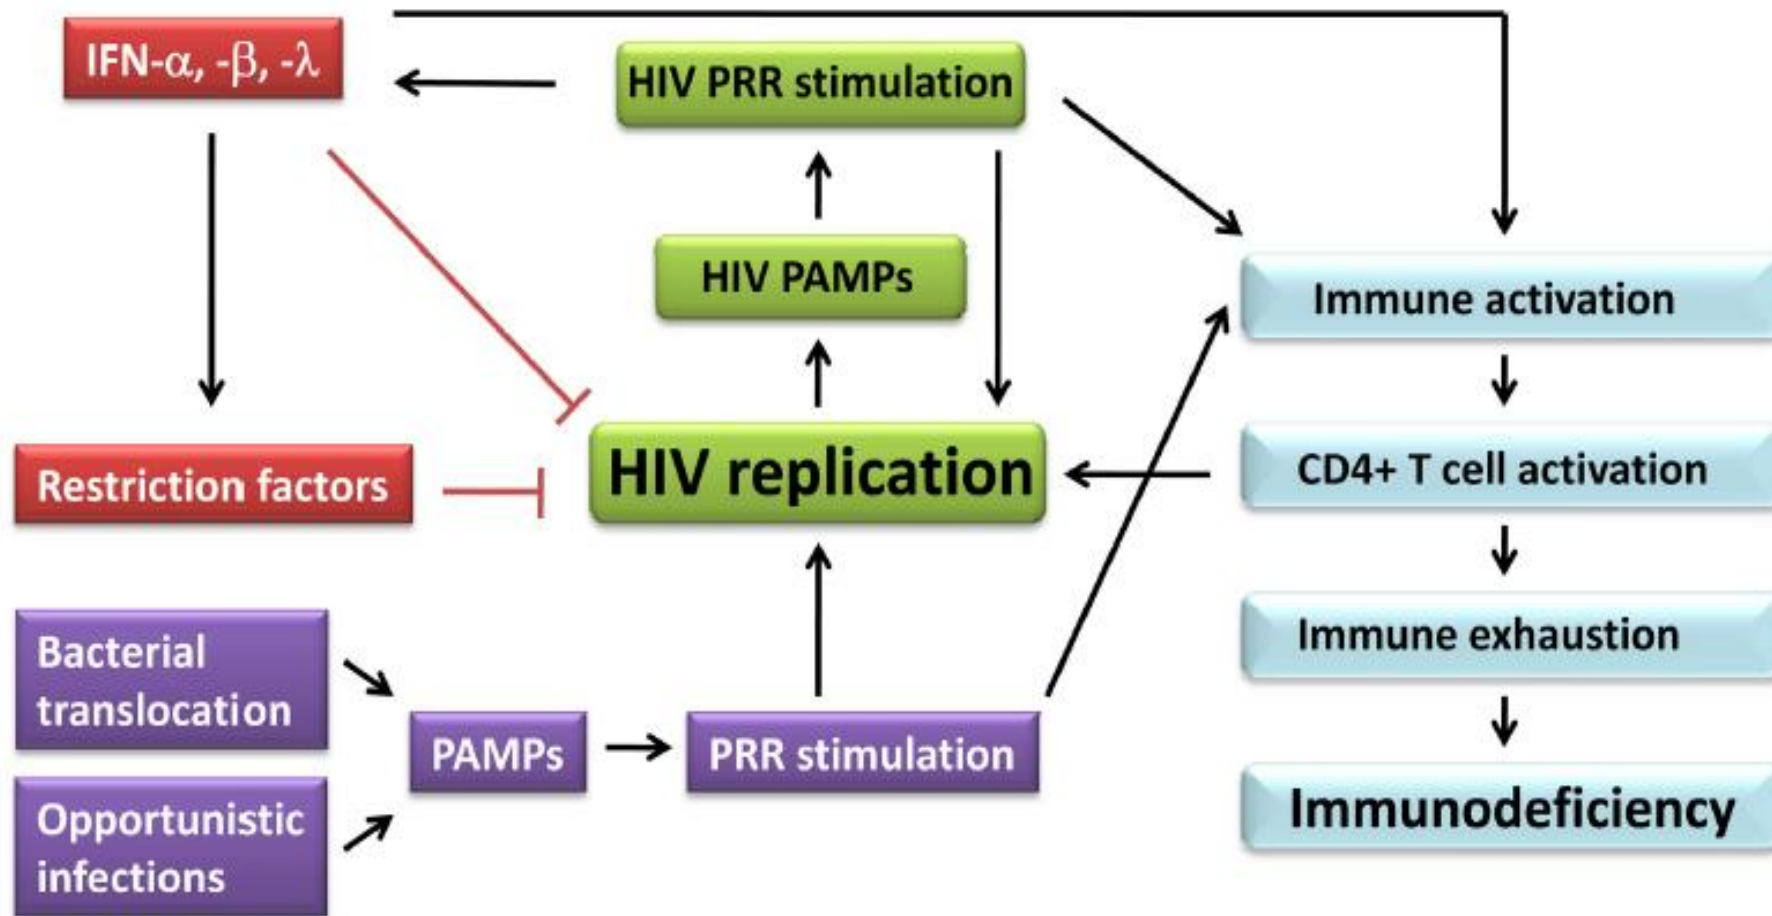 IFN-α, -β, -λ
HIV PRR stimulation
HIV PAMPs
Immune activation
Restriction factors
HIV replication
CD4+ T cell activation
Bacterial
translocation
Immune exhaustion
PAMPs
PRR stimulation
Opportunistic
infections
Immunodeficiency